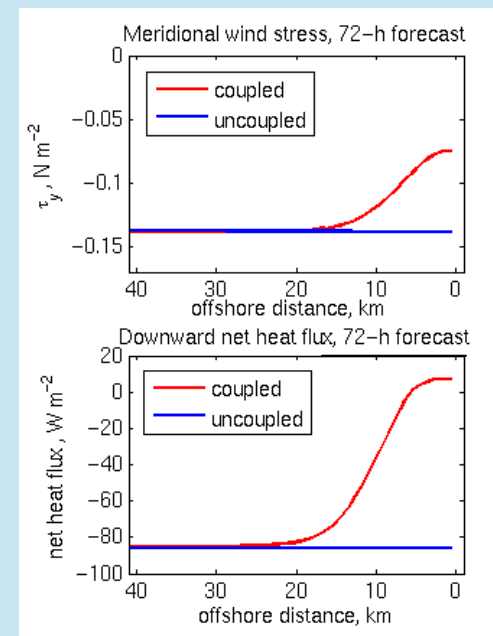 Meridional wind stress, 72-h forecast
0
coupled
uncoupled
-0.05
-0.1
-0.15
τy , N m-2
40 30 20 10 0
offshore distance, km
Downward net heat flux, 72-h forecast
20
coupled
uncoupled
0
-20
-40
-60
-80
-100
net heat flux , W m-2
40 30 20 10 0
offshore distance, km